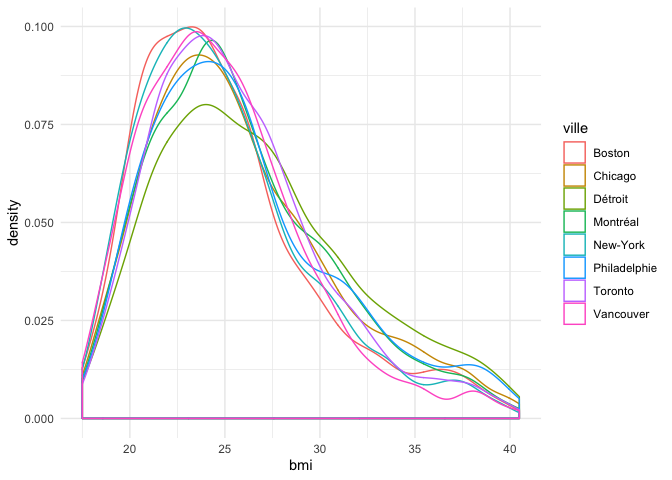 0.100
0.075
0.050
0.025
0.000
density
20 25 30 35 40
bmi
ville
Boston
Chicago
Détroit
Montréal
New-York
Philadelphie
Toronto
Vancouver